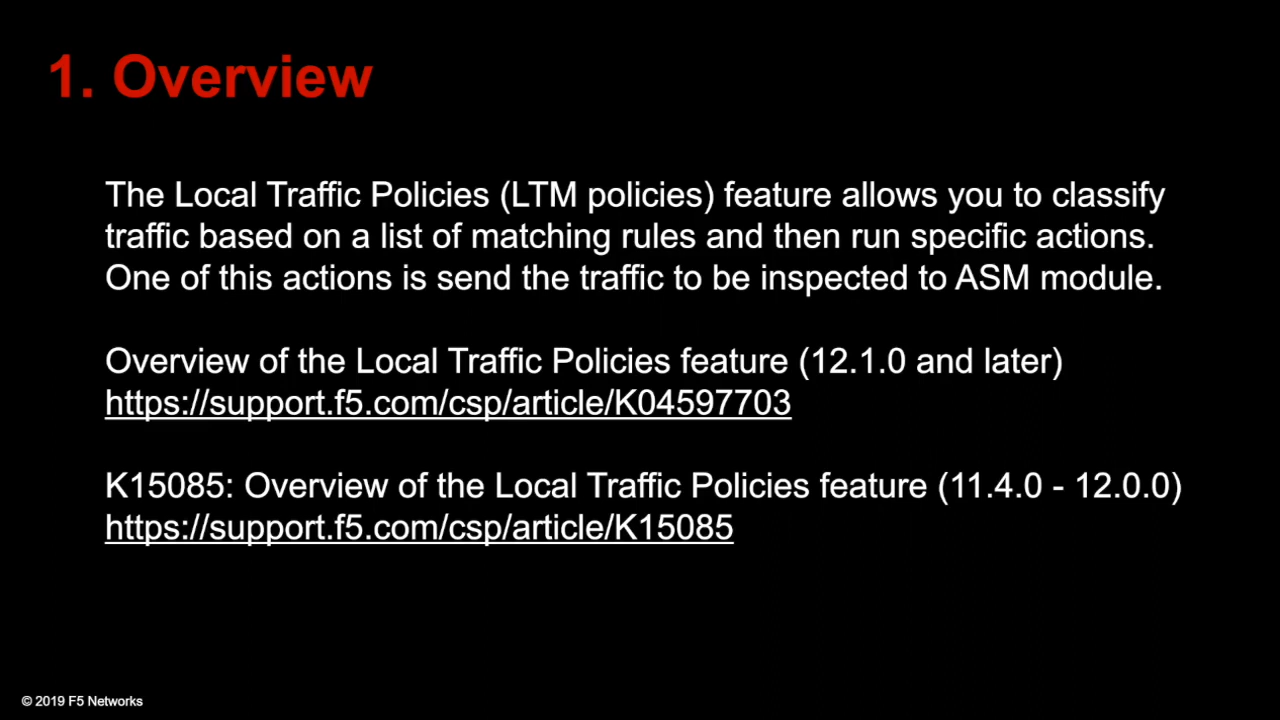 1. Overview
The Local Traffic Policies (LTM policies) feature allows you to classify
traffic based on a list of matching rules and then run specific actions.
One of this actions is send the traffic to be inspected to ASM module.
Overview of the Local Traffic Policies feature (12.1.0 and later)
https://support.f5.com/csp/article/K04597703
K15085: Overview of the Local Traffic Policies feature (11.4.0 - 12.0.0)
https://support.f5.com/csp/article/K15085
© 2019 F5 Networks